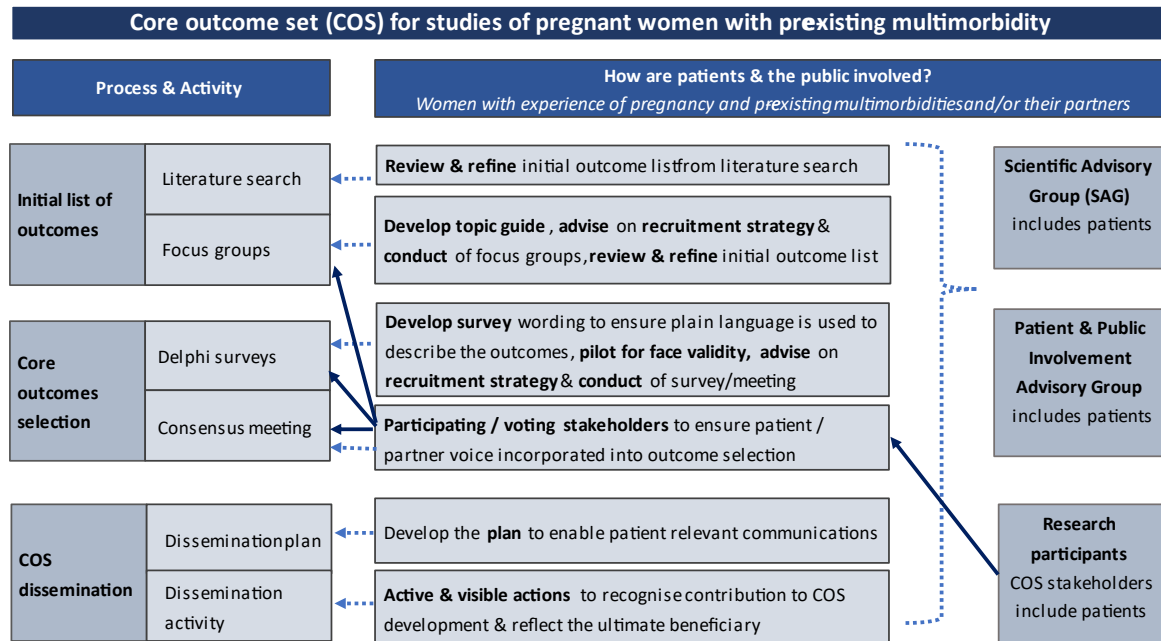 Core outcome set (COS) for studies of pregnant women with pre-existing multimorbidity
Process & Activity
How are patients & the public involved?
Women with experience of pregnancy and pre-existing multimorbidities and/or their partners
Initial list of
outcomes
Literature search
Focus groups
Review & refine initial outcome list from literature search
Develop topic guide , advise on recruitment strategy &
conduct of focus groups, review & refine initial outcome list
Core
outcomes
selection
Delphi surveys
Consensus meeting
Develop survey wording to ensure plain language is used to
describe the outcomes, pilot for face validity, advise on
recruitment strategy & conduct of survey/meeting
Participating / voting stakeholders to ensure patient /
partner voice incorporated into outcome selection
COS
dissemination
Dissemination plan
Dissemination
activity
Develop the plan to enable patient relevant communications
Active & visible actions to recognise contribution to COS
development & reflect the ultimate beneficiary
Scientific Advisory
Group (SAG)
includes patients
Patient & Public
Involvement
Advisory Group
includes patients
Research
participants
COS stakeholders
include patients